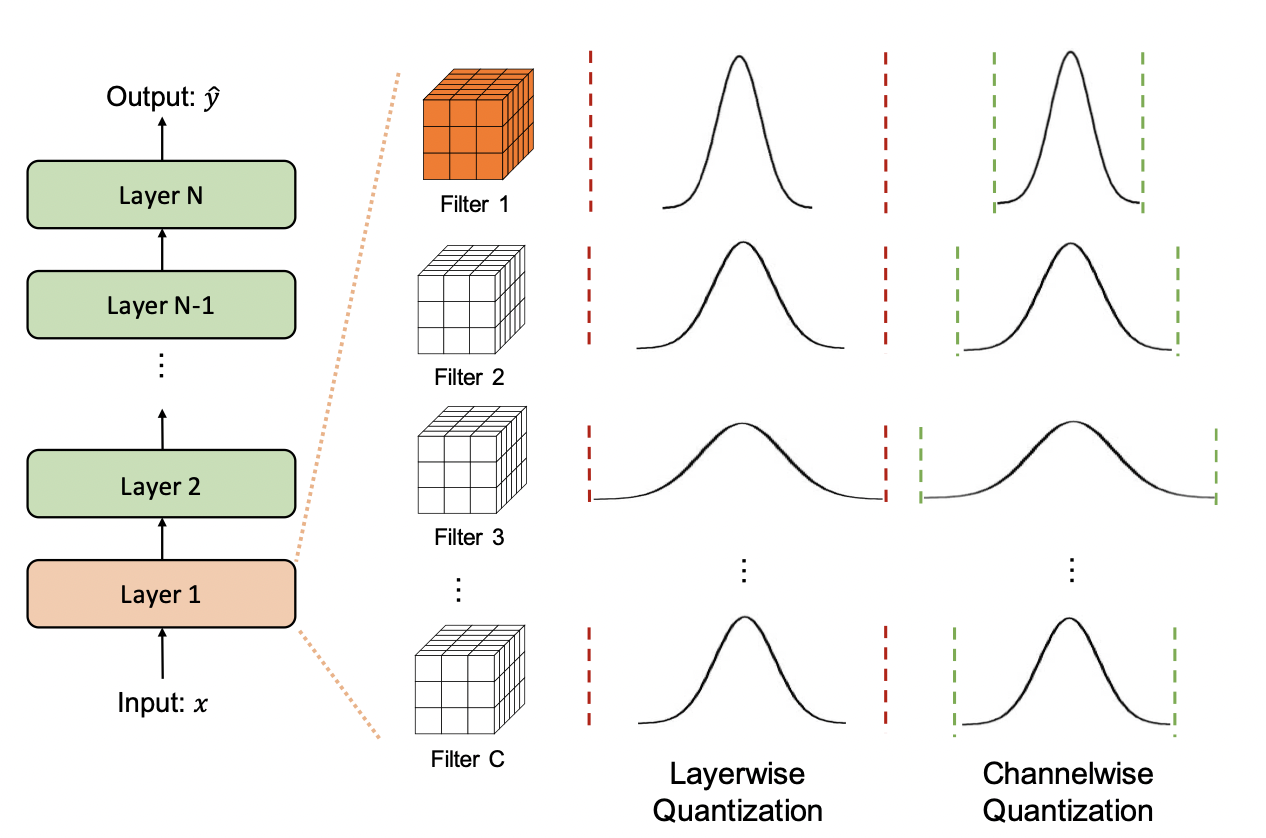 Output: ŷ
Layer N
Layer N-1
⋮
Layer 2
Layer 1
Input: x
Filter 1
Filter 2
Filter 3
⋮
Filter C
⋮
⋮
Layerwise
Quantization
Channelwise
Quantization